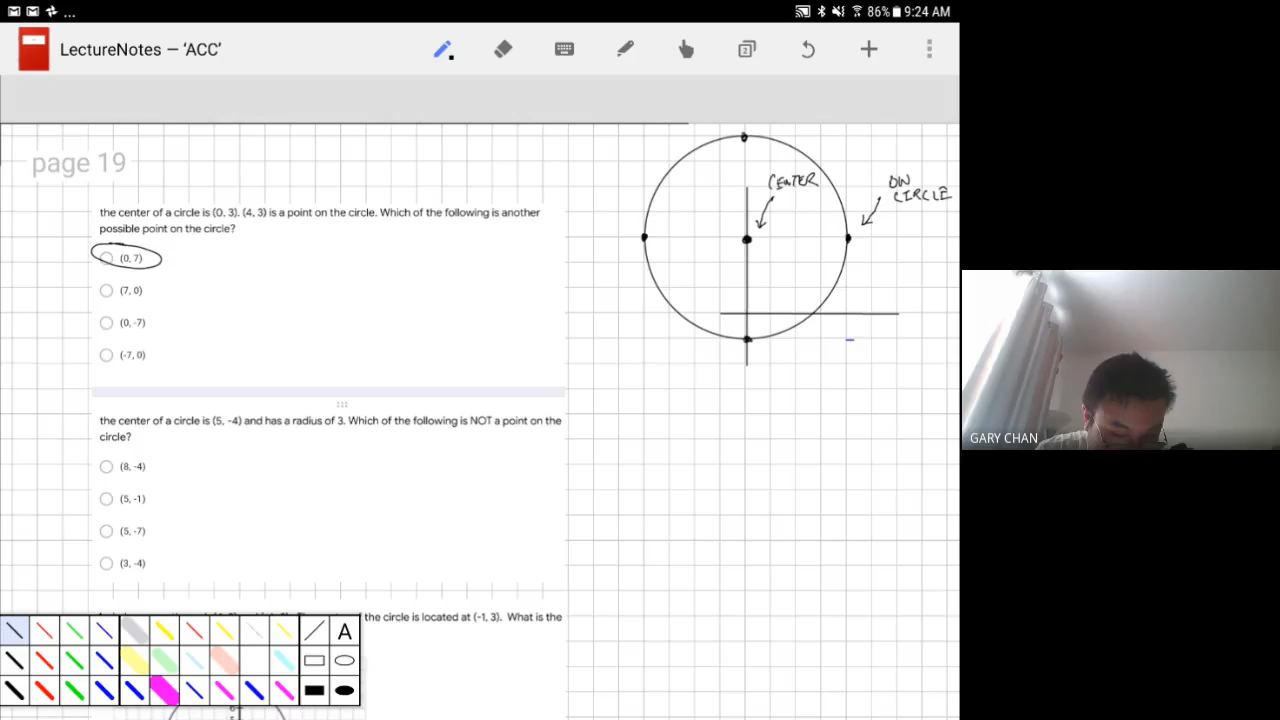 86% 9:24 AM
LectureNotes — ‘ACC’
page 19
the center of a circle is (0, 3). (4, 3) is a point on the circle. Which of the following is another
possible point on the circle?
(0, 7)
(7, 0)
(0, -7)
(-7, 0)
CENTER
ON
CIRCLE
the center of a circle is (5, -4) and has a radius of 3. Which of the following is NOT a point on the
circle?
(8, -4)
(5, -1)
(5, -7)
(3, -4)
the circle is located at (-1, 3). What is the
A
GARY CHAN